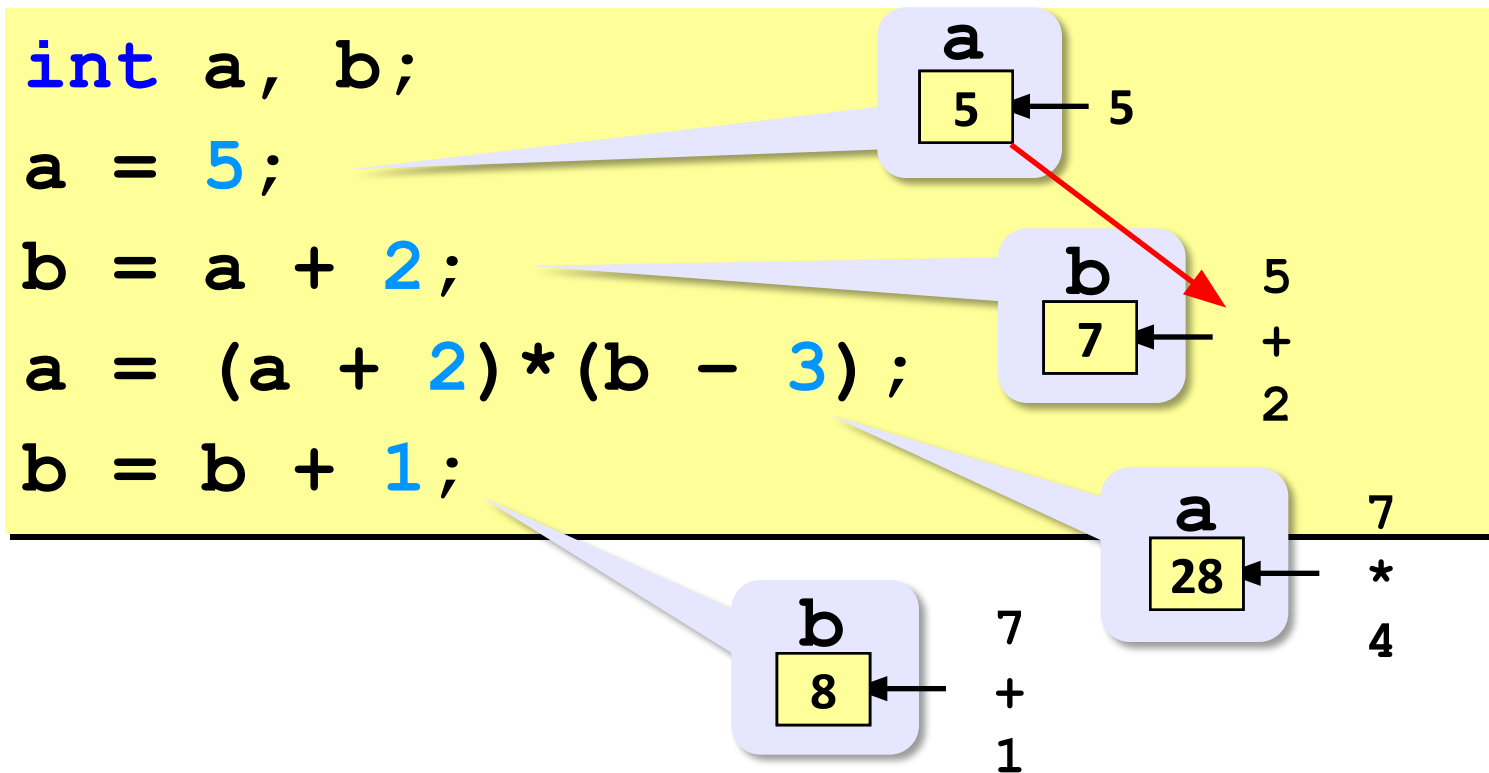 int a, b;
a = 5;
b = a + 2;
a = (a + 2)*(b - 3);
b = b + 1;
a
5
5
b
7
5
+
2
a
28
7
*
4
b
8
7
+
1